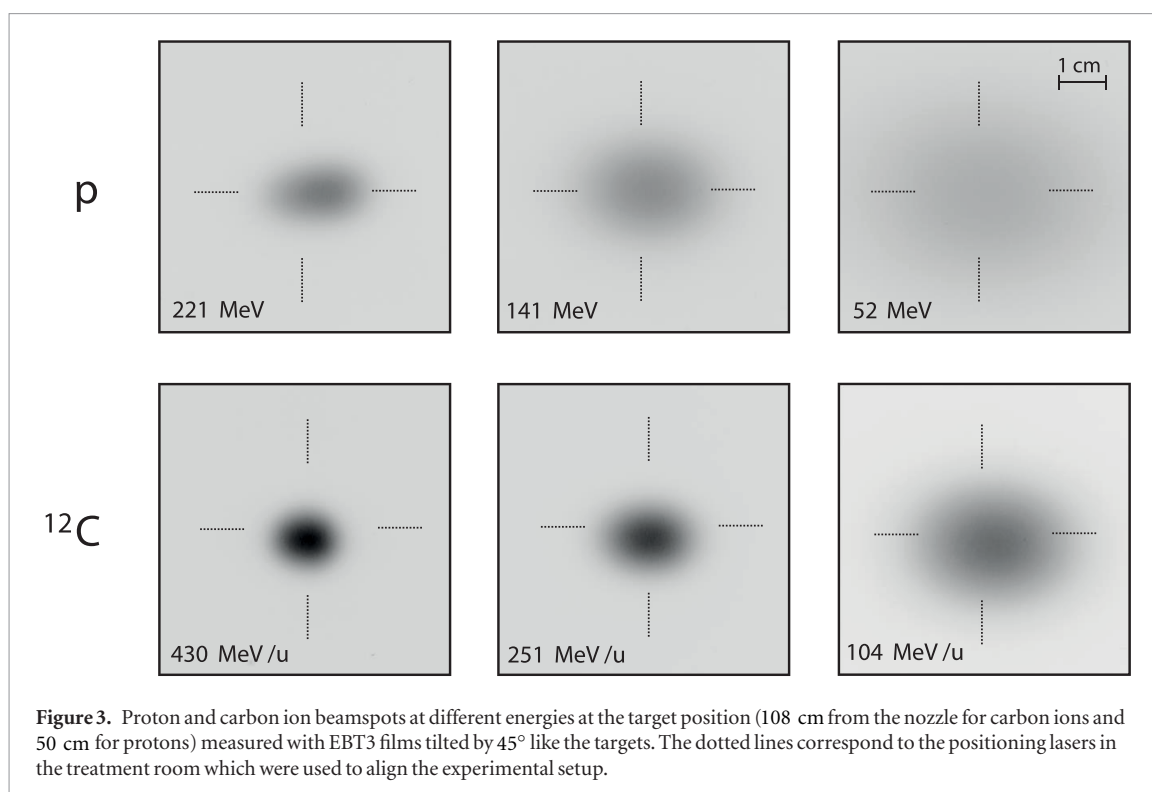 1 cm
p
221 MeV
141 MeV
52 MeV
¹²C
430 MeV/u
251 MeV/u
104 MeV/u
Figure 3. Proton and carbon ion beamspots at different energies at the target position (108 cm from the nozzle for carbon ions and
50 cm for protons) measured with EBT3 films tilted by 45° like the targets. The dotted lines correspond to the positioning lasers in
the treatment room which were used to align the experimental setup.